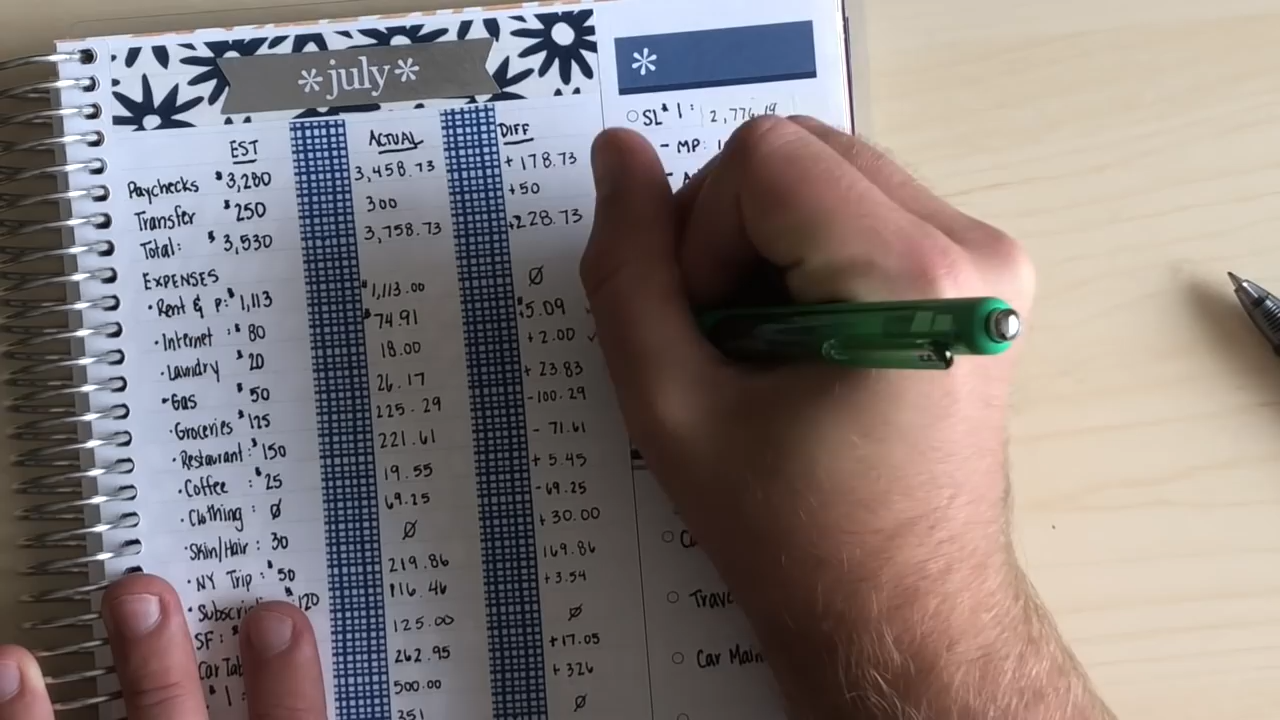 *july*
*
EST ACTUAL DIFF
Paychecks $3,280 3,458.73 +178.73
Transfer $250 300 +50
Total: $3,530 3,758.73 +228.73
EXPENSES
• Rent & P: $1,113 $1,113.00 Ø
• Internet : $80 $74.91 $5.09
• Laundry $20 18.00 + 2.00 ✓
- Gas $50 26.17 + 23.83
• Groceries $125 225.29 -100.29
• Restaurant : $150 221.61 - 71.61
• Coffee : $25 19.55 + 5.45
• Clothing : Ø 69.25 -69.25
• Skin/Hair : 30 Ø +30.00
• NY Trip : $50 219.86 169.86
• $120 116.46 +3.54
SF : 125.00 Ø
Car Tab 262.95 +17.05
1 : 500.00 + 326
351 Ø
○ SL# 1 : 2,776.19
- MP:
○ Car Main